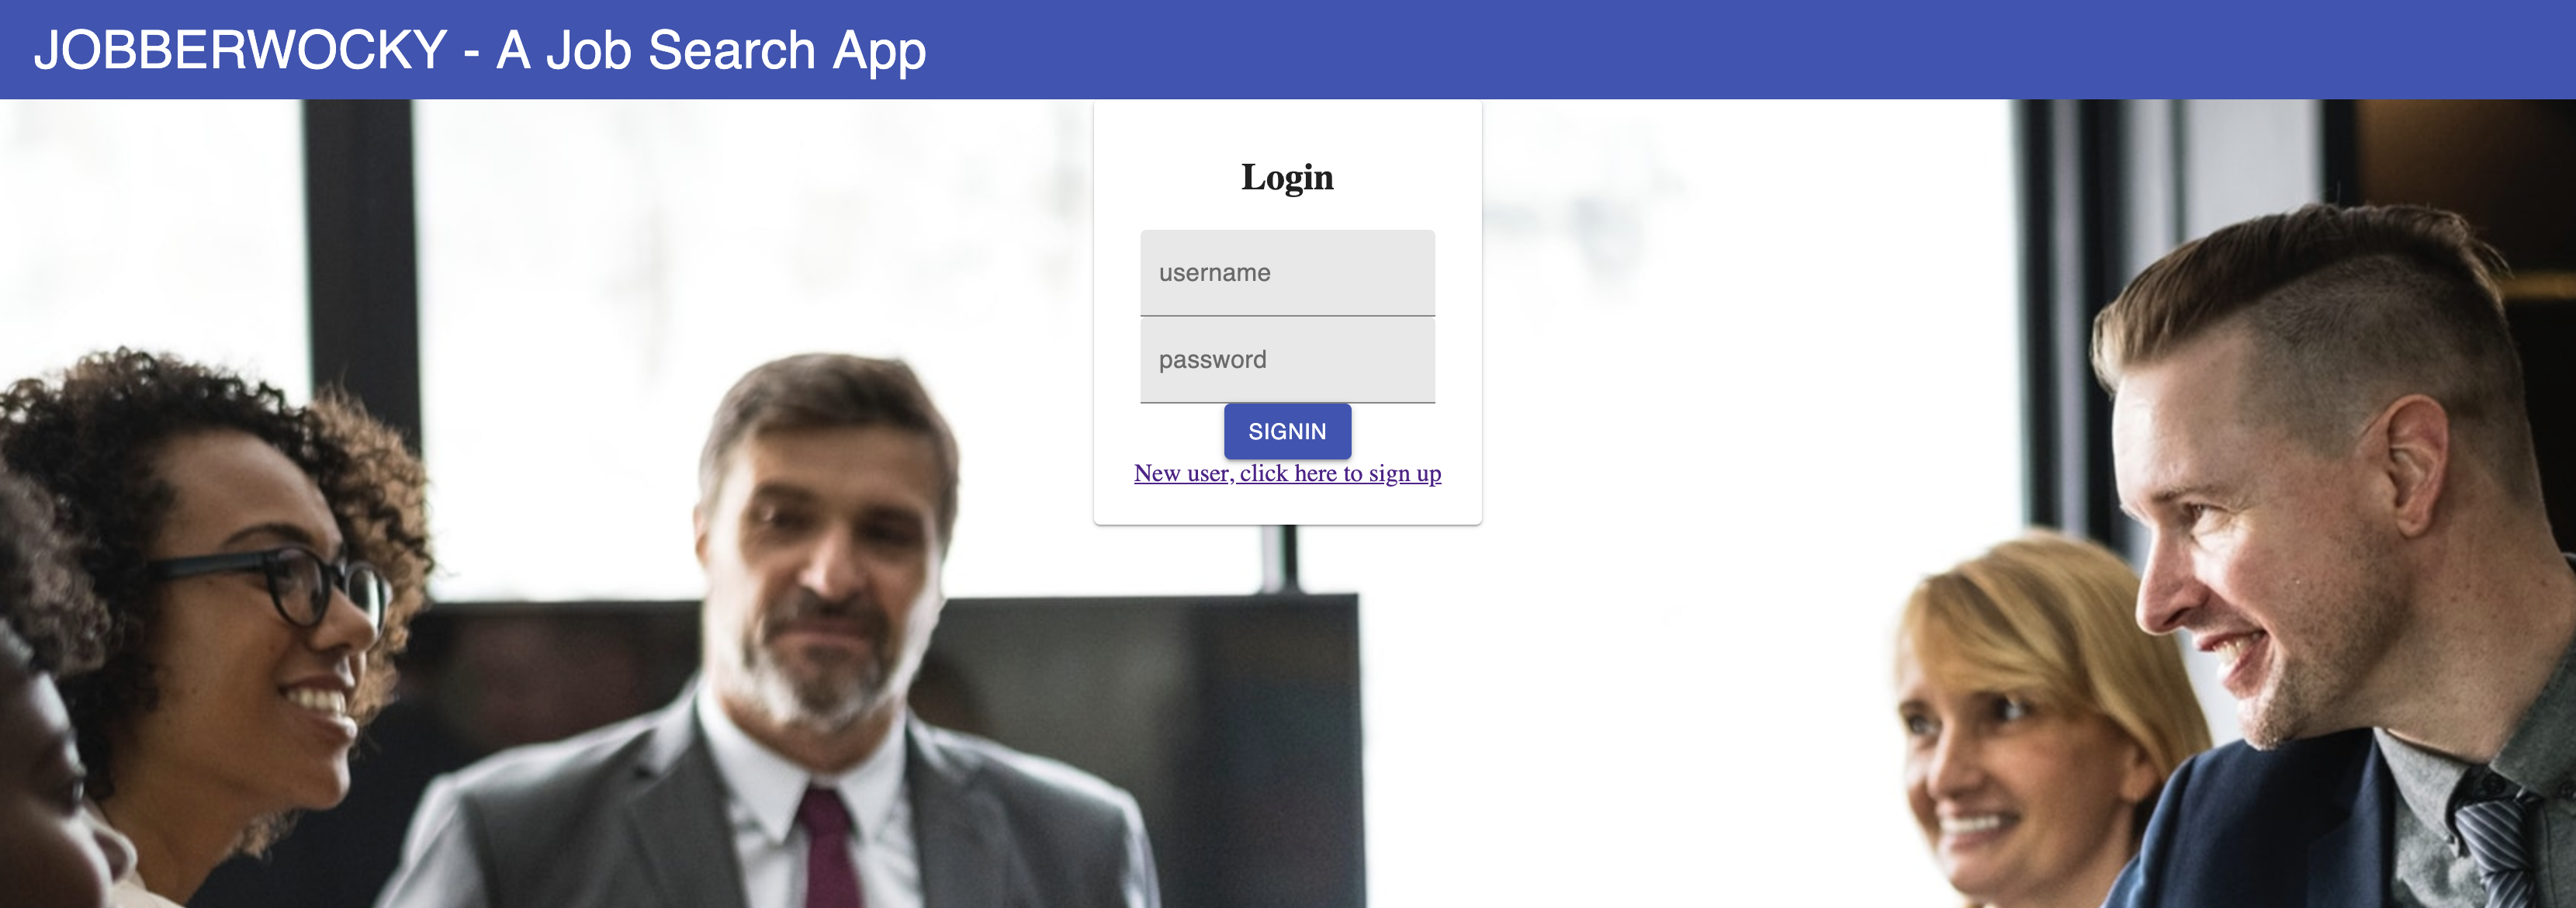 JOBBERWOCKY - A Job Search App
Login
username
password
SIGNIN
New user, click here to sign up